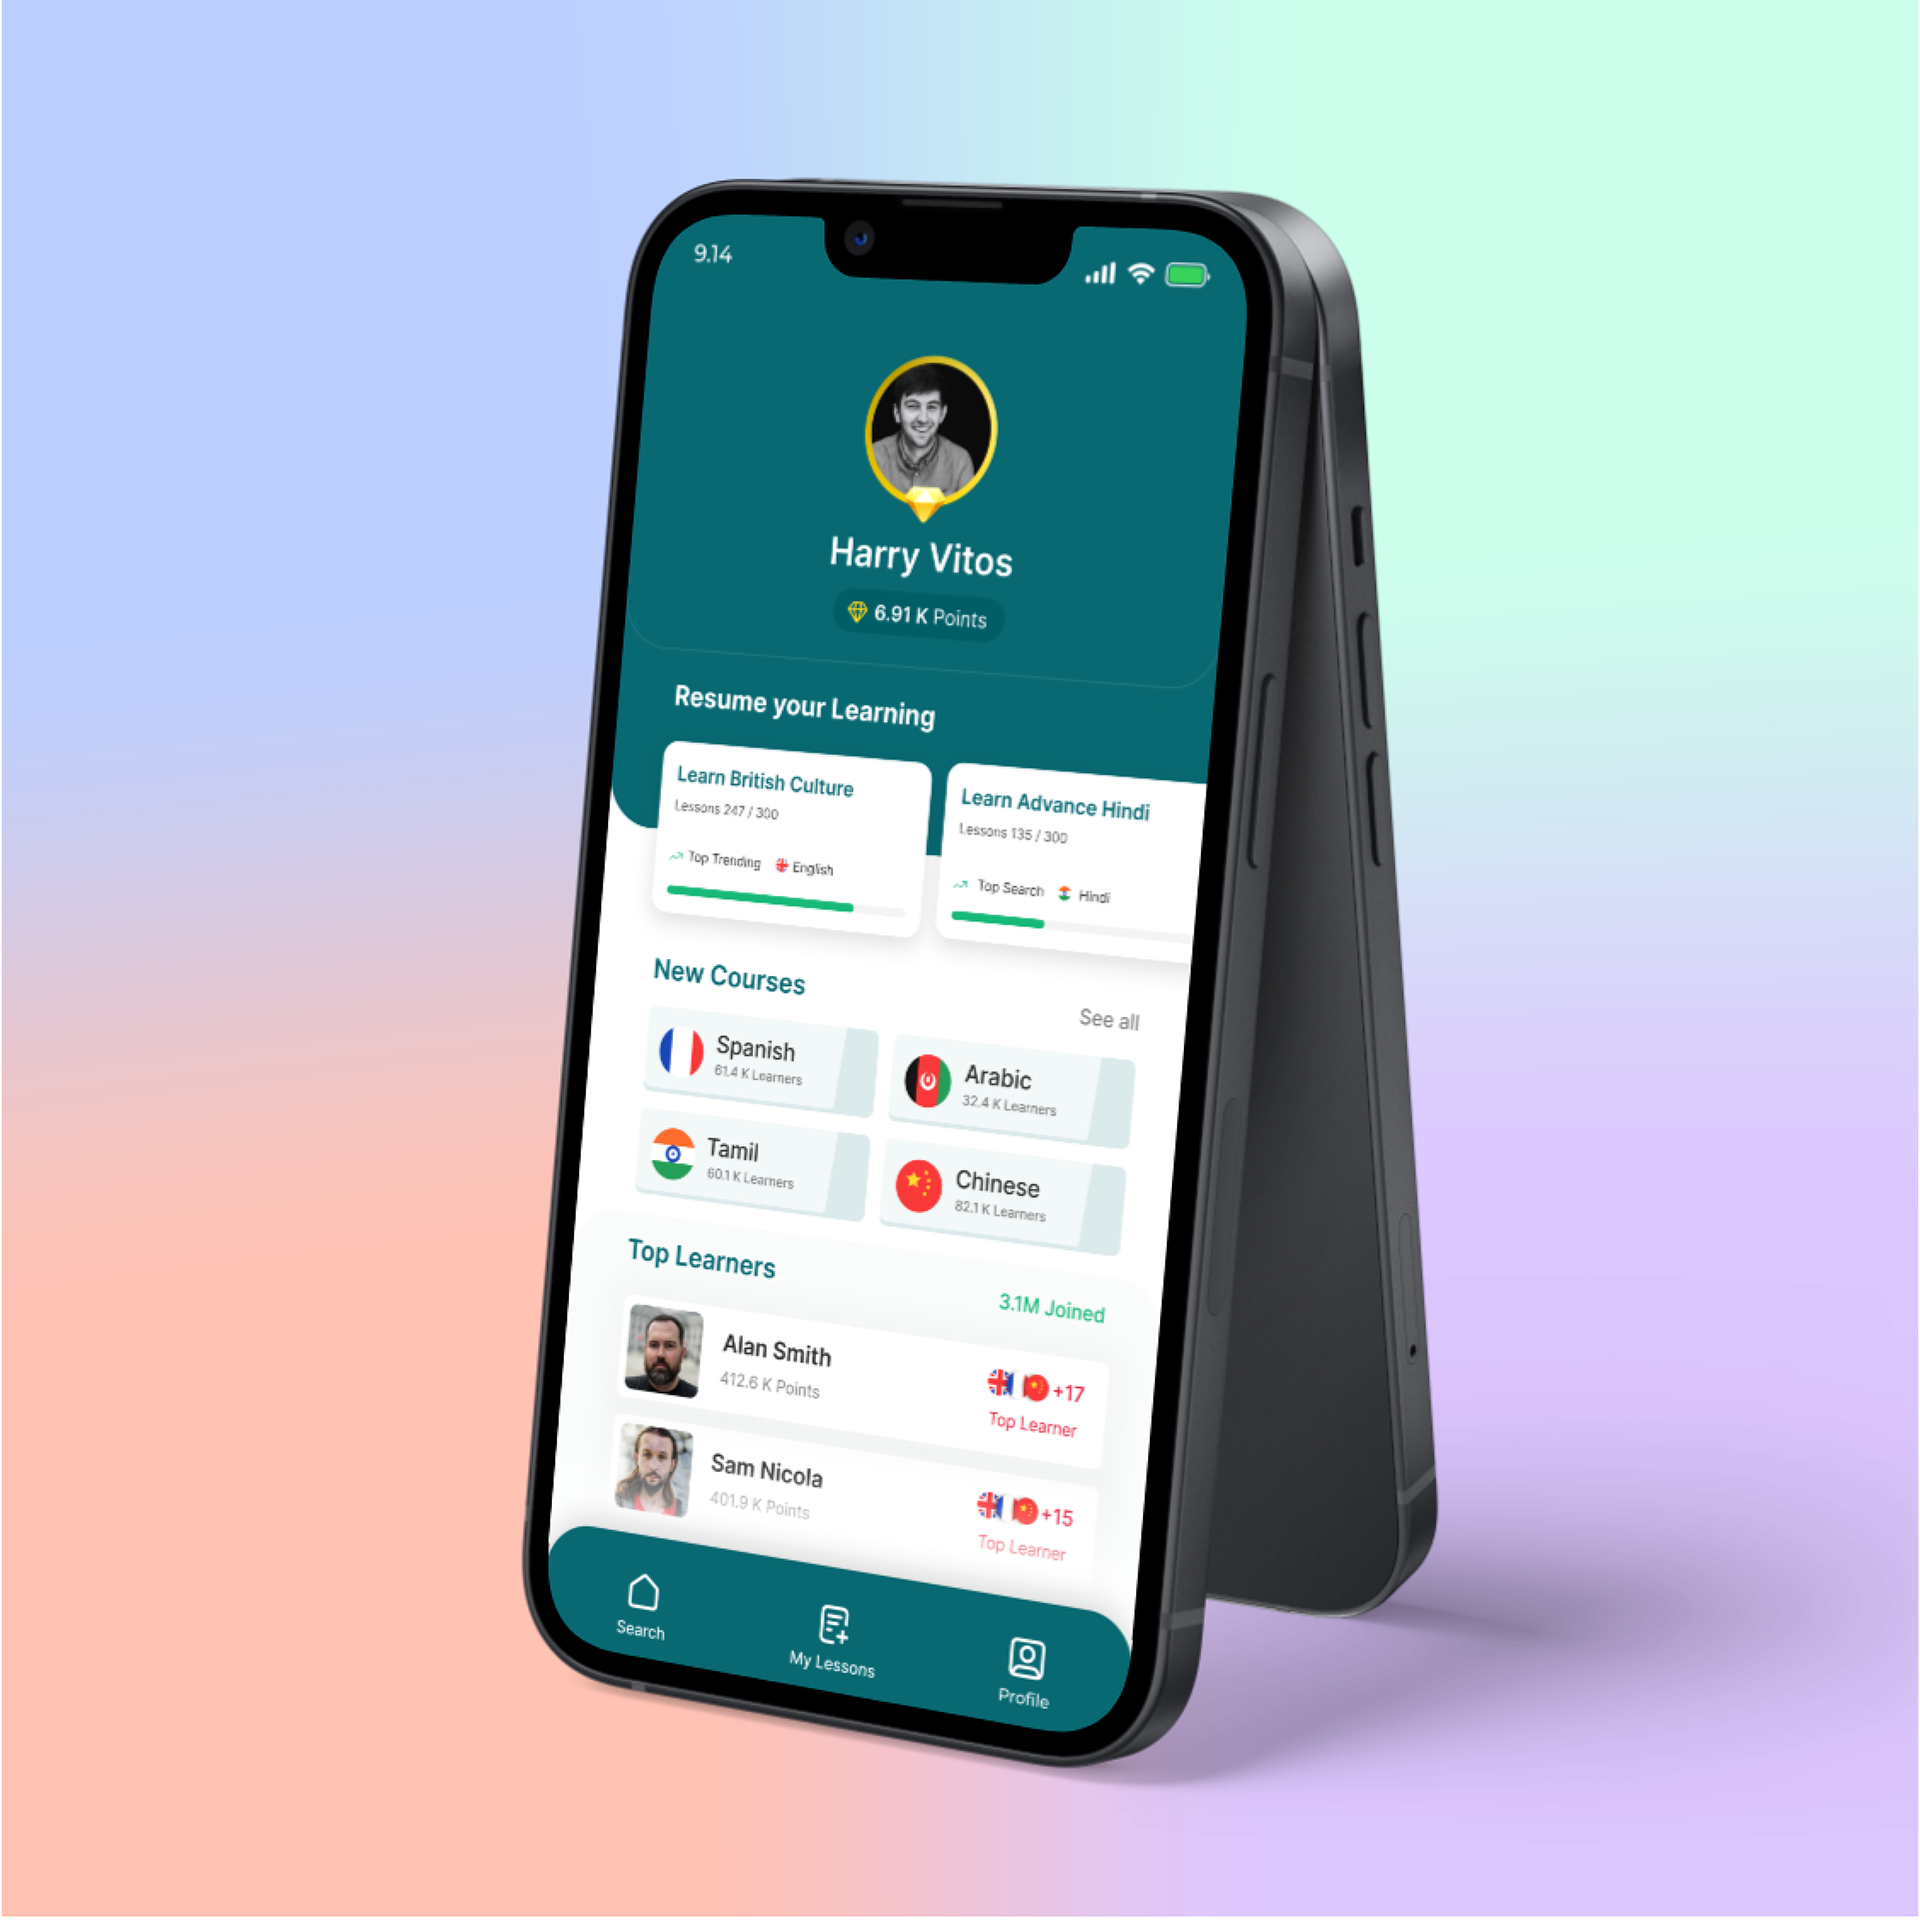 9.14
Harry Vitos
6.91 K Points
Resume your Learning
Learn British Culture
Lessons 247 / 300
Top Trending English
Learn Advance Hindi
Lessons 135 / 300
Top Search Hindi
New Courses
See all
Spanish
61.4 K Learners
Arabic
32.4 K Learners
Tamil
60.1 K Learners
Chinese
82.1 K Learners
Top Learners
3.1M Joined
Alan Smith
412.6 K Points
+17
Top Learner
Sam Nicola
401.9 K Points
+15
Top Learner
Search
My Lessons
Profile